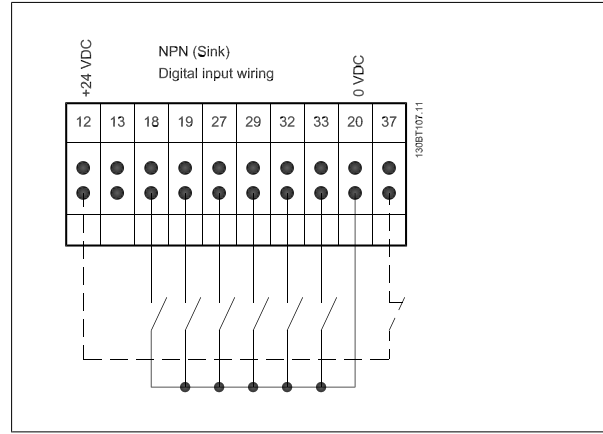 +24 VDC
NPN (Sink)
Digital input wiring
0 VDC
12 13 18 19 27 29 32 33 20 37
130BT107.11